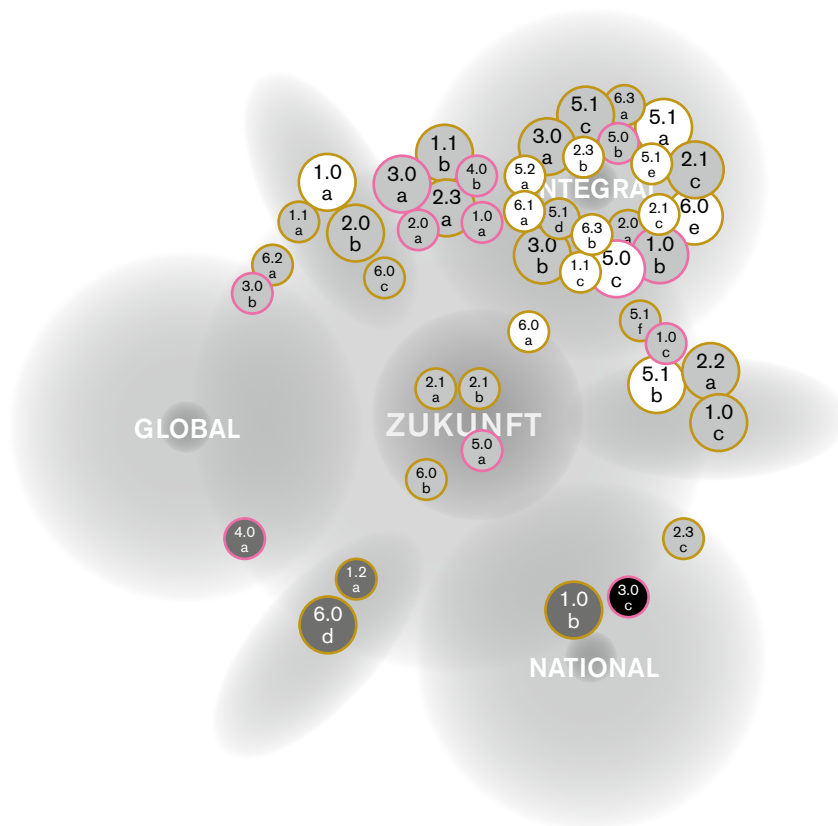 6.3
a
5.1
c
5.1
a
3.0
a
5.0
b
2.3
b
5.1
e
2.1
c
1.1
b
3.0
a
4.0
b
2.3
a
2.0
a
1.0
a
1.0
a
1.1
a
2.0
b
6.2
a
3.0
b
6.0
c
5.2
a
INTEGRAL
6.1
a
5.1
d
2.0
a
2.1
c
6.0
e
6.3
b
3.0
b
1.1
c
5.0
c
1.0
b
5.1
f
6.0
a
1.0
c
2.2
a
5.1
b
1.0
c
2.1
a
2.1
b
ZUKUNFT
GLOBAL
5.0
a
6.0
b
4.0
a
2.3
c
1.2
a
6.0
d
1.0
b
3.0
c
NATIONAL